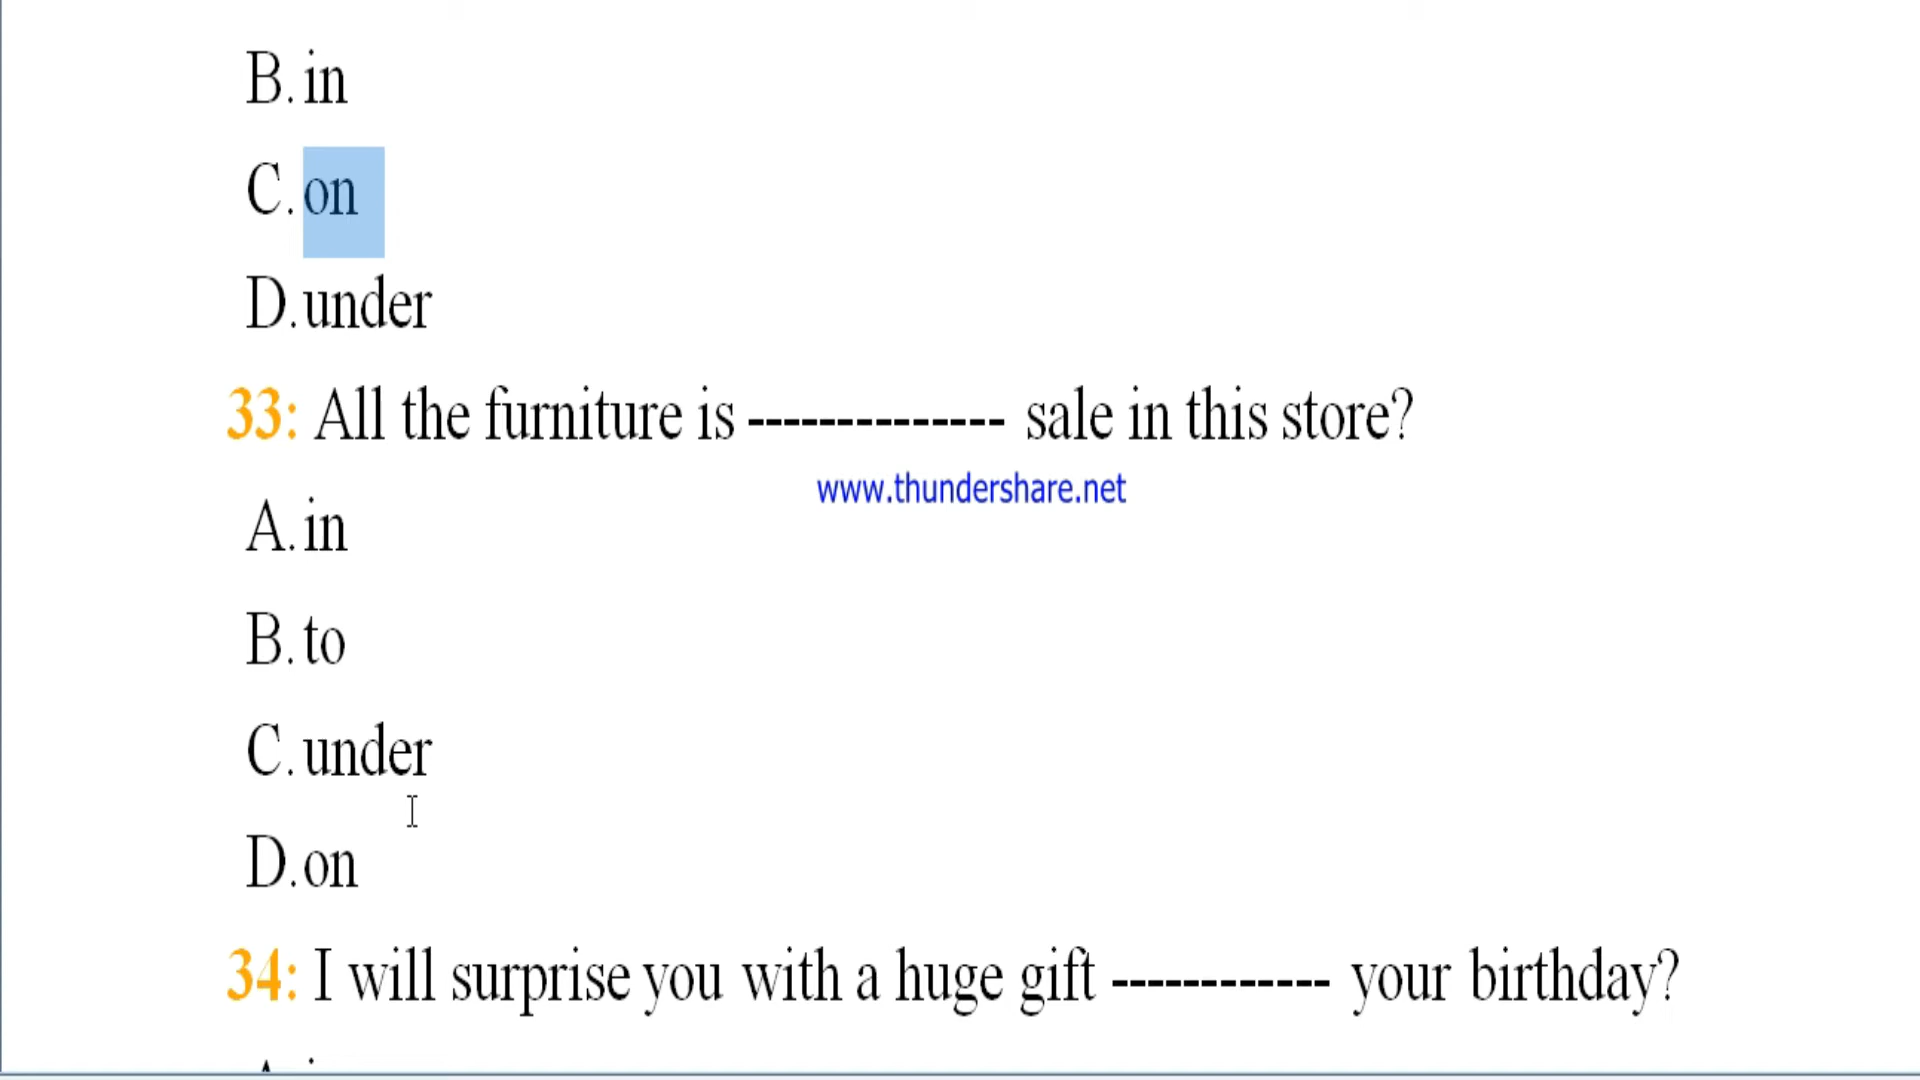 B. in
C. on
D. under
33: All the furniture is -------------- sale in this store?
www.thundershare.net
A. in
B. to
C. under
D. on
34: I will surprise you with a huge gift ------------ your birthday?